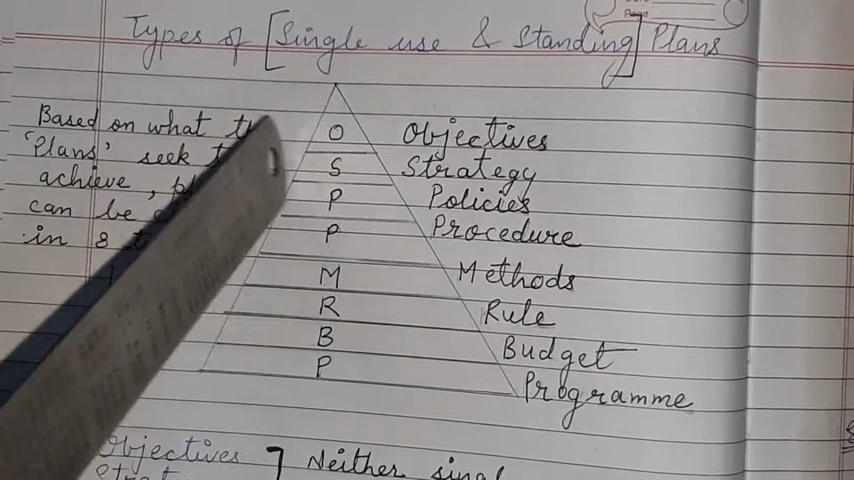 Types of [Single use & Standing] Plans
Based on what
'Plans' seek
achieve,
can be
in 8
O Objectives
S Strategy
P Policies
P Procedure
M Methods
R Rule
B Budget
P Programme
Objectives ] Neither